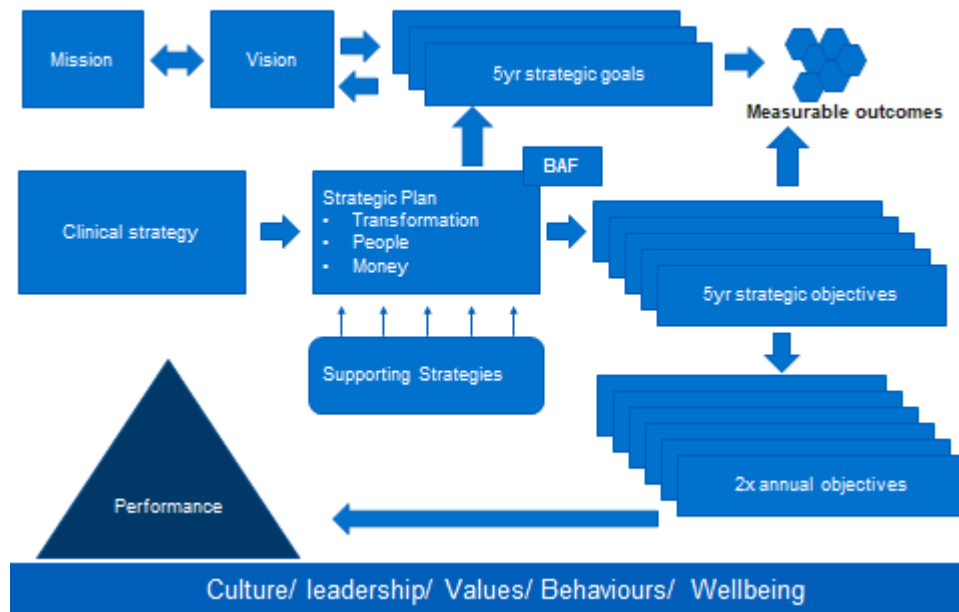 Mission
Vision
5yr strategic goals
Measurable outcomes
BAF
Clinical strategy
Strategic Plan
▪ Transformation
▪ People
▪ Money
5yr strategic objectives
Supporting Strategies
2x annual objectives
Performance
Culture/ leadership/ Values/ Behaviours/ Wellbeing